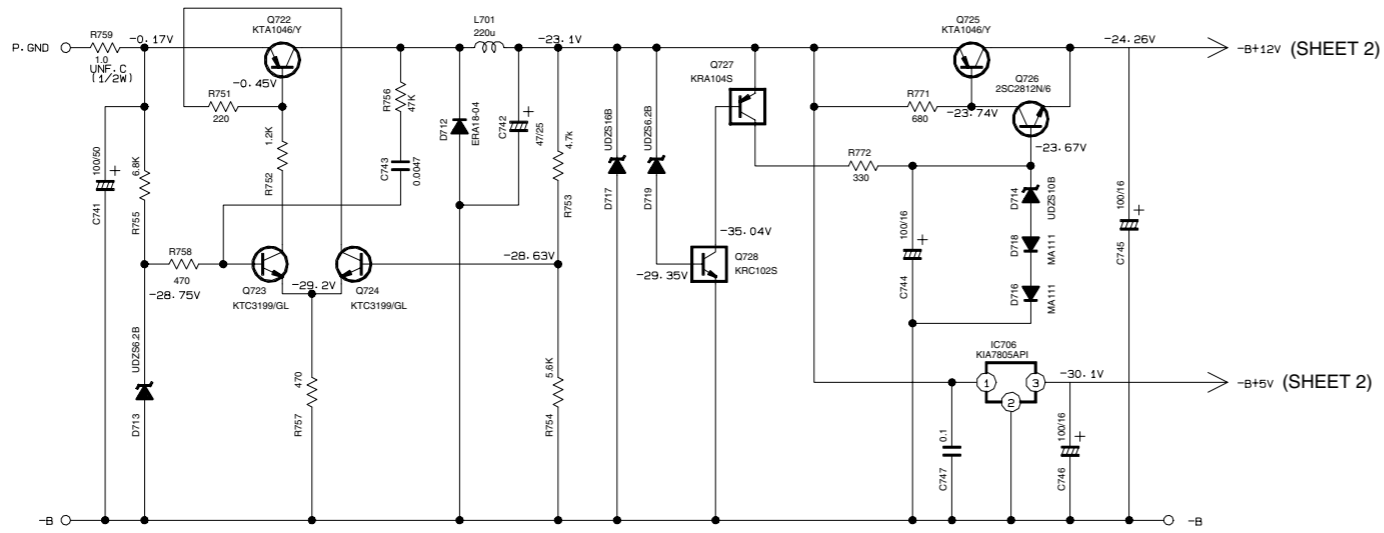 P.GND
R759
1.0
UNF.C
(1/2W)
-0.17V
Q722
KTA1046/Y
-0.45V
R751
220
1.2K
R752
100/50
+
C741
6.8K
R755
R758
470
-28.75V
UDZS6.2B
D713
Q723
KTC3199/GL
-29.2V
Q724
KTC3199/GL
470
R757
R756
47K
C743
0.0047
D712
ERA18-04
L701
220u
C742
47/25
+
-23.1V
4.7k
R753
-28.63V
5.6K
R754
UDZS16B
D717
UDZS6.2B
D719
Q727
KRA104S
-35.04V
-29.35V
Q728
KRC102S
Q725
KTA1046/Y
R771
680
-23.74V
Q726
2SC2812N/6
-23.67V
R772
330
100/16
+
C744
D714
UDZS10B
D718
MA111
D716
MA111
-24.26V
100/16
+
C745
-B+12V (SHEET 2)
IC706
KIA7805API
1
2
3
-30.1V
0.1
C747
100/16
+
C746
-B+5V (SHEET 2)
-B
-B